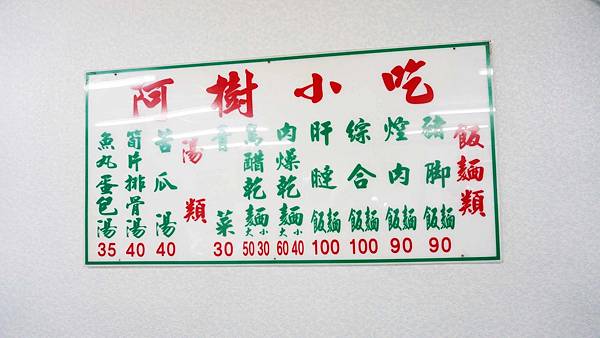 阿樹小吃
飯麵類
豬腳飯麵 90
焢肉飯麵 90
綜合飯麵 100
肝膣飯麵 100
肉燥乾麵 大小 60 40
烏醋乾麵 大小 50 30
青菜 30
湯類
苦瓜湯 40
筍片排骨湯 40
魚丸蛋包湯 35